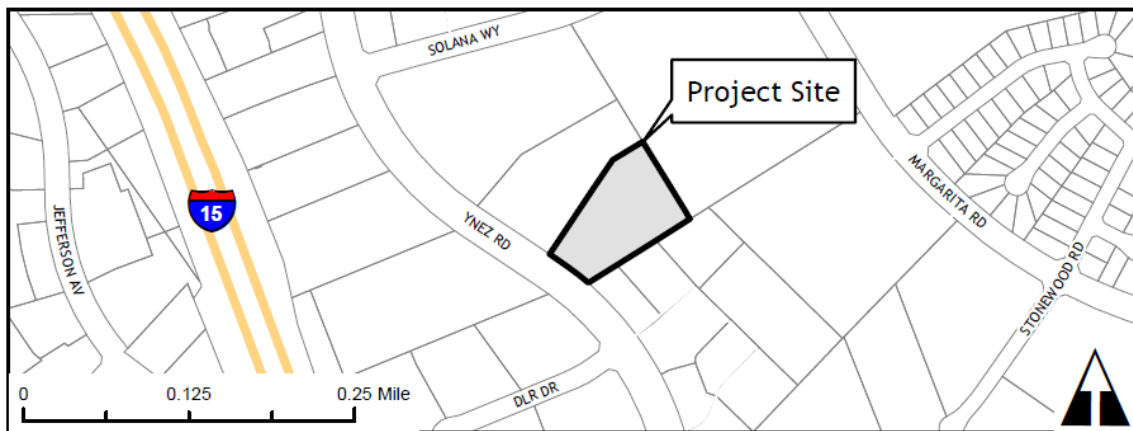 SOLANA WY
Project Site
MARGARITA RD
15
JEFFERSON AV
YNEZ RD
STONEWOOD RD
DLR DR
0 0.125 0.25 Mile